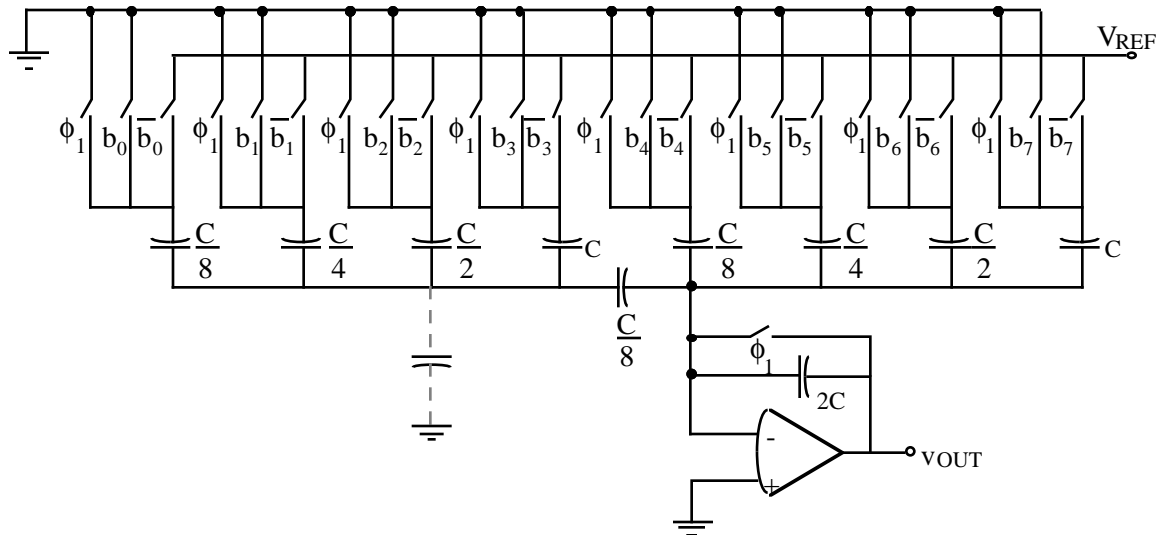 V_REF
ϕ₁ b₀ b̅₀ ϕ₁ b₁ b̅₁ ϕ₁ b₂ b̅₂ ϕ₁ b₃ b̅₃ ϕ₁ b₄ b̅₄ ϕ₁ b₅ b̅₅ ϕ₁ b₆ b̅₆ ϕ₁ b₇ b̅₇
C/8 C/4 C/2 C C/8 C/4 C/2 C
C/8
ϕ₁
2C
-
+
vOUT